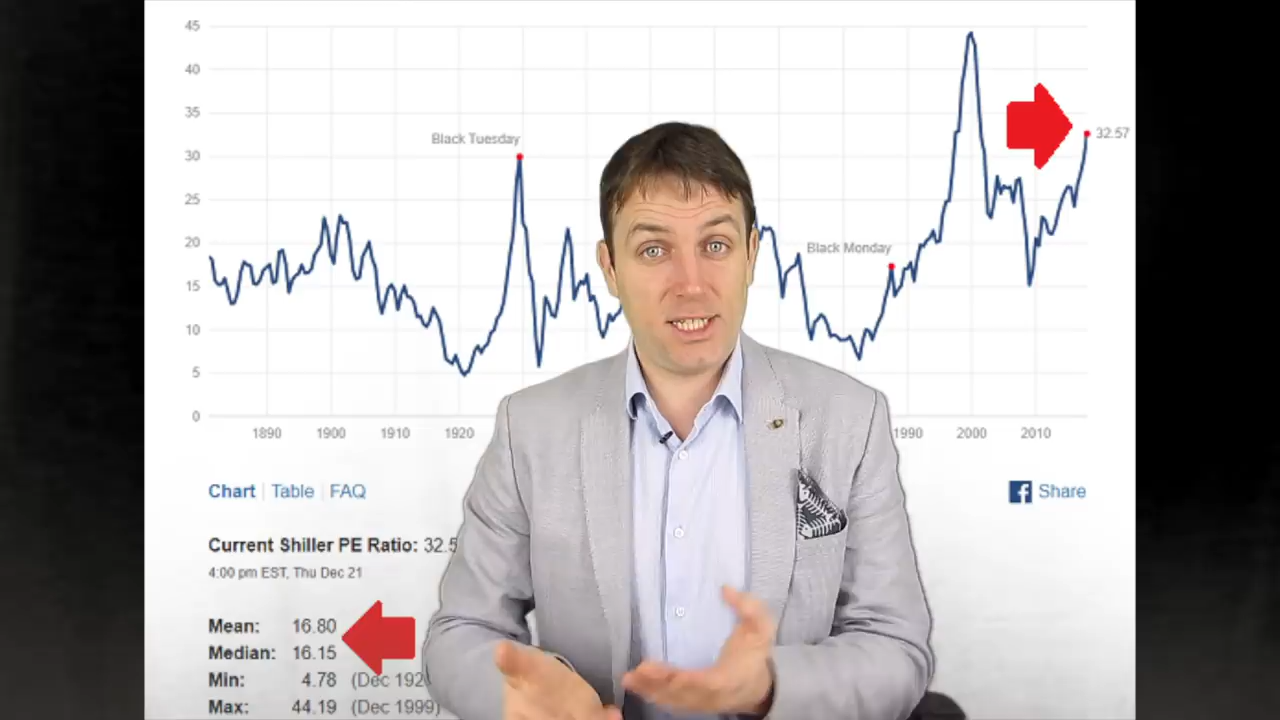 45
40
35
30
25
20
15
10
5
0
Black Tuesday
Black Monday
32.57
1890 1900 1910 1920 1990 2000 2010
Chart Table FAQ
Share
Current Shiller PE Ratio: 32.5
4:00 pm EST, Thu Dec 21
Mean: 16.80
Median: 16.15
Min: 4.78 (Dec 192
Max: 44.19 (Dec 1999)